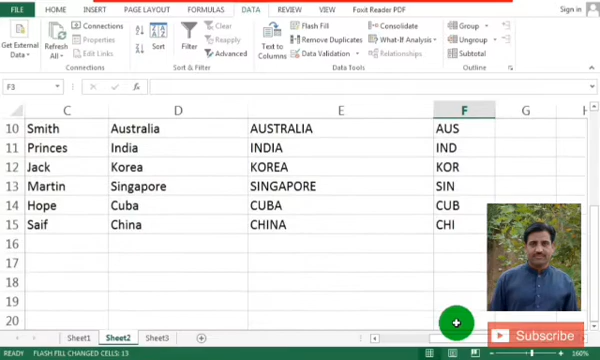 FILE HOME INSERT PAGE LAYOUT FORMULAS DATA REVIEW VIEW Foxit Reader PDF Sign in
Get External Data
Refresh All
Connections
Properties
Edit Links
Connections
Sort
Filter
Clear
Reapply
Advanced
Sort & Filter
Text to Columns
Flash Fill
Remove Duplicates
Data Validation
Consolidate
What-If Analysis
Relationships
Data Tools
Group
Ungroup
Subtotal
Outline
F3
C D E F G H
10 Smith Australia AUSTRALIA AUS
11 Princes India INDIA IND
12 Jack Korea KOREA KOR
13 Martin Singapore SINGAPORE SIN
14 Hope Cuba CUBA CUB
15 Saif China CHINA CHI
16
17
18
19
20
Subscribe
Sheet1 Sheet2 Sheet3
READY FLASH FILL CHANGED CELLS: 13 160%